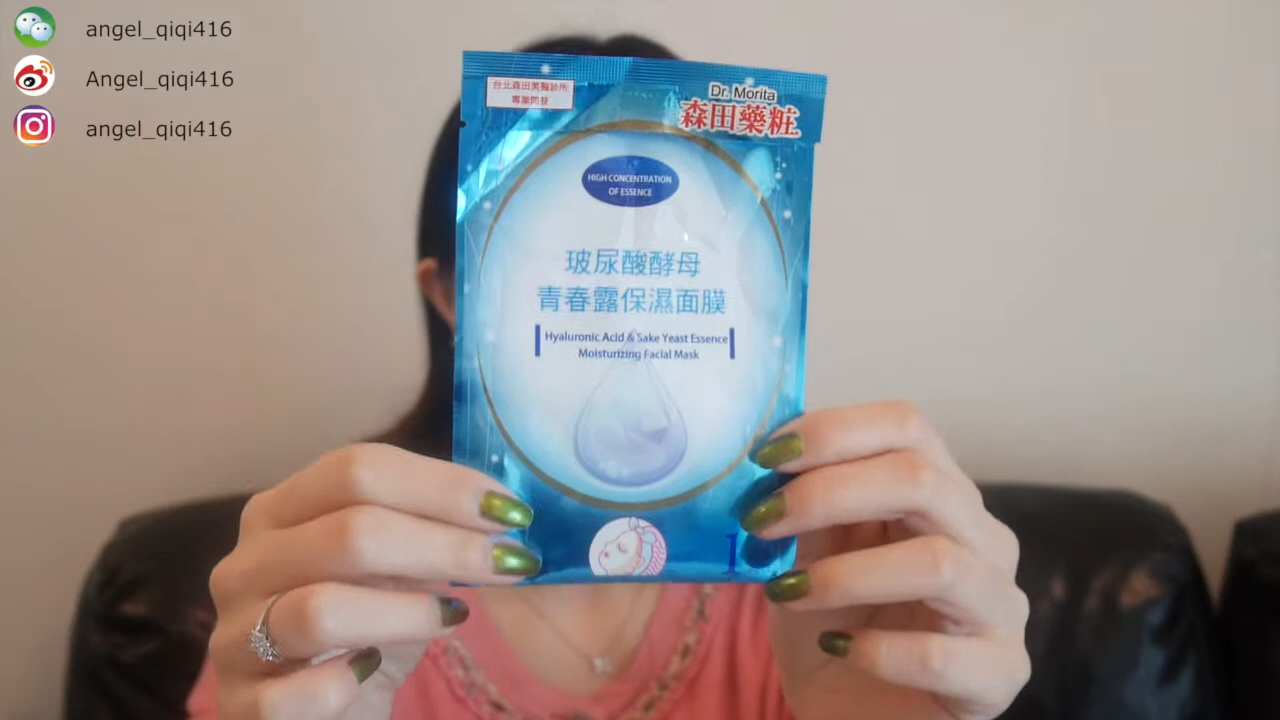 angel_qiqi416
Angel_qiqi416
angel_qiqi416
台北森田美醫診所
專業開發
Dr. Morita
森田藥粧
HIGH CONCENTRATION
OF ESSENCE
玻尿酸酵母
青春露保濕面膜
Hyaluronic Acid & Sake Yeast Essence
Moisturizing Facial Mask
1